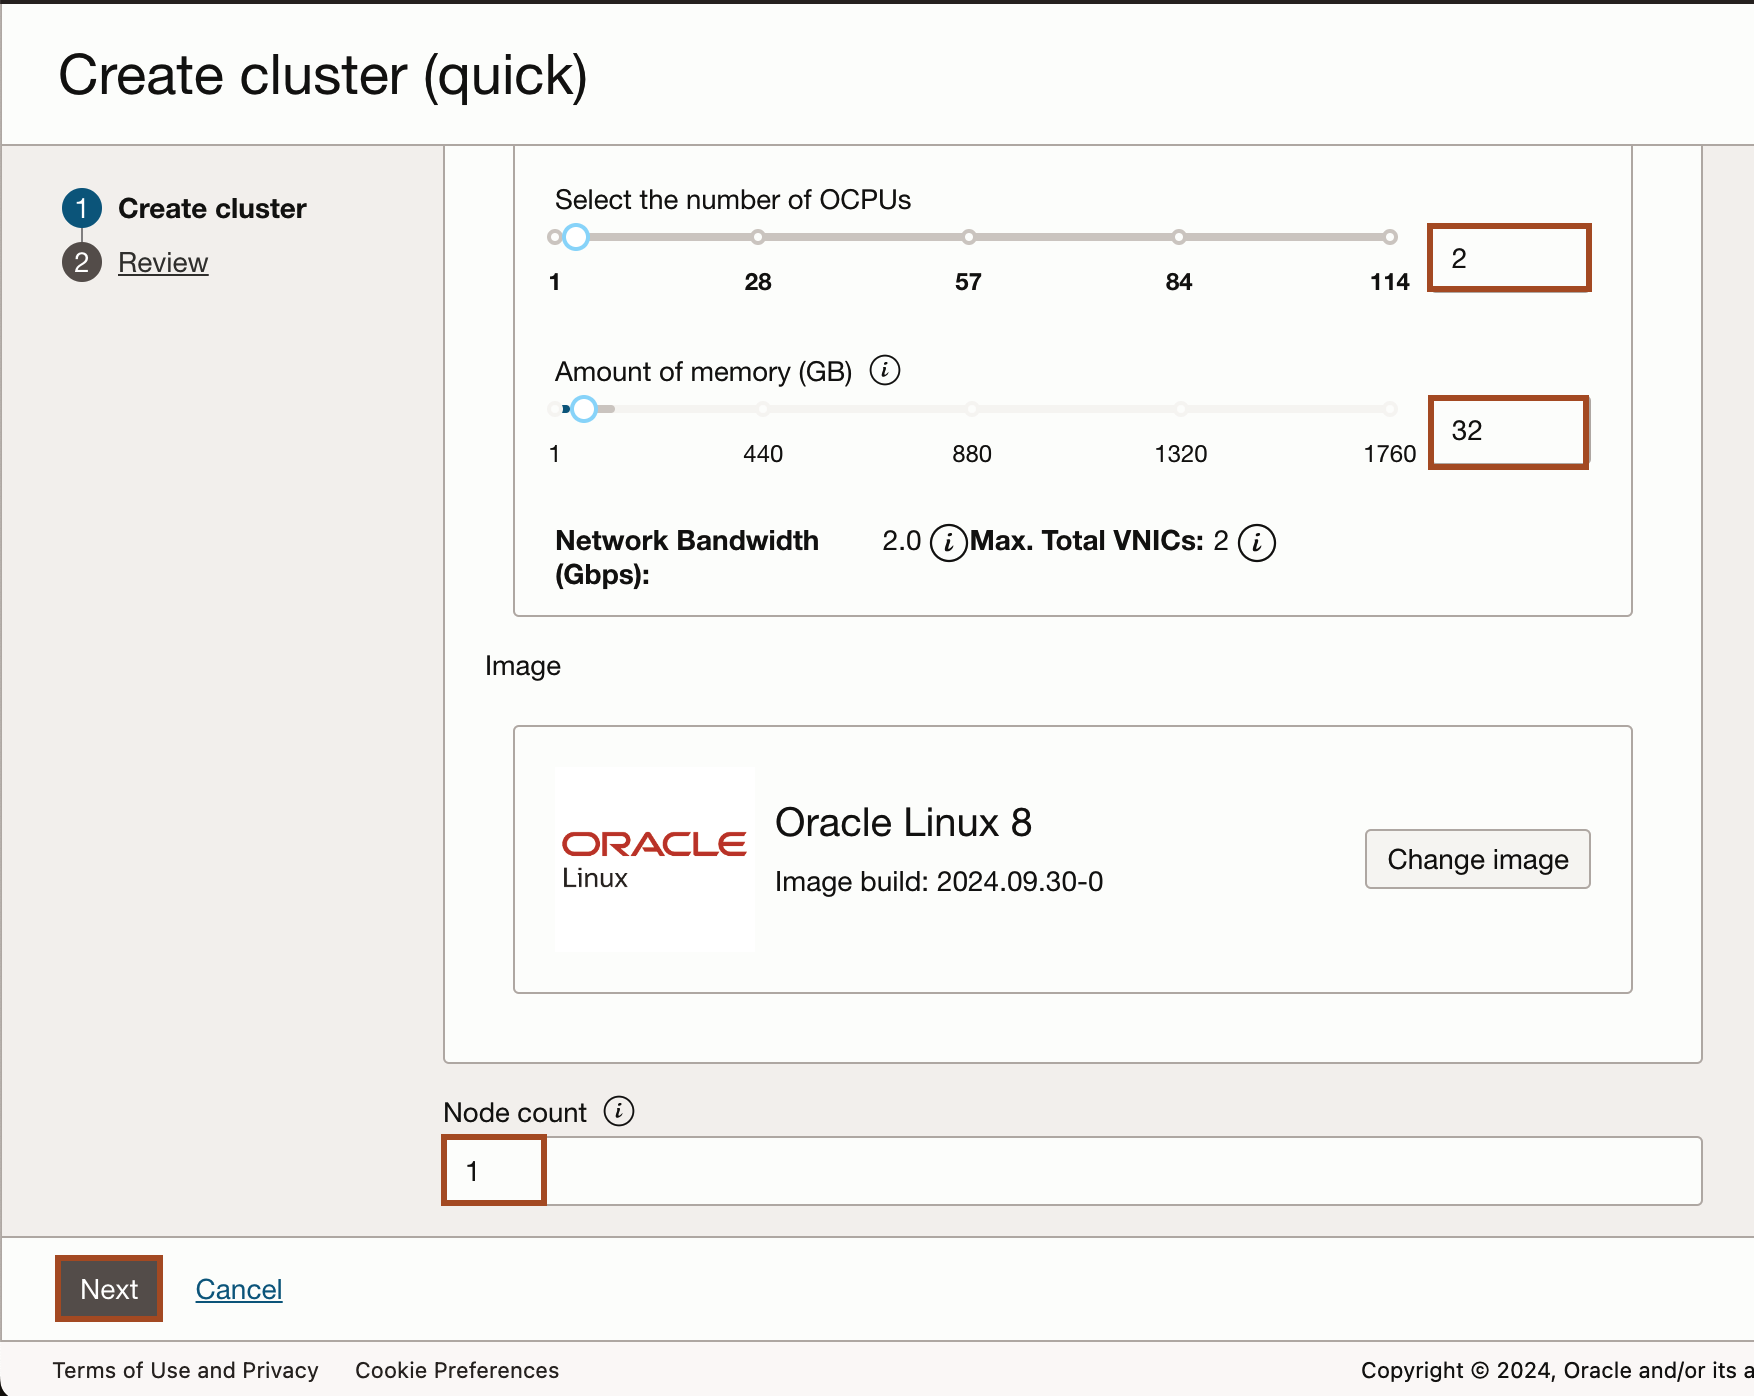 Create cluster (quick)
1 Create cluster
2 Review
Select the number of OCPUs
1 28 57 84 114
2
Amount of memory (GB) i
1 440 880 1320 1760
32
Network Bandwidth (Gbps): 2.0 i Max. Total VNICs: 2 i
Image
ORACLE
Linux
Oracle Linux 8
Image build: 2024.09.30-0
Change image
Node count i
1
Next Cancel
Terms of Use and Privacy Cookie Preferences Copyright © 2024, Oracle and/or its a